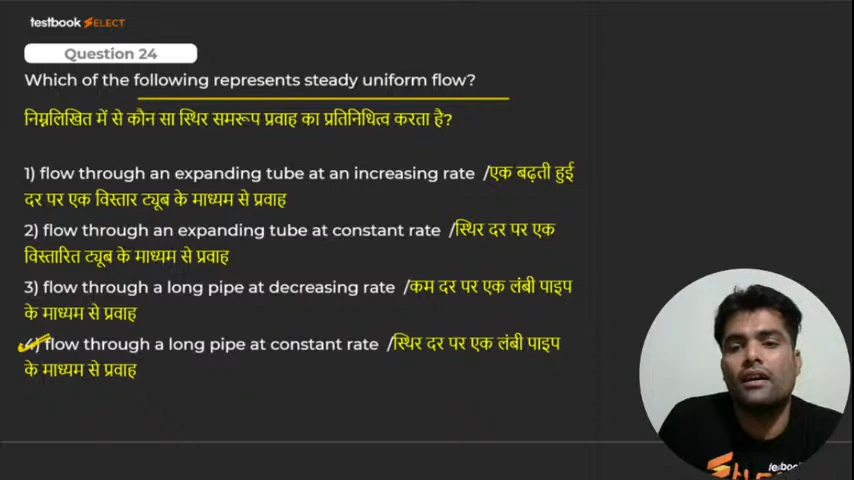 testbook SELECT
Question 24
Which of the following represents steady uniform flow?
निम्नलिखित में से कौन सा स्थिर समरूप प्रवाह का प्रतिनिधित्व करता है?
1) flow through an expanding tube at an increasing rate /एक बढ़ती हुई
दर पर एक विस्तार ट्यूब के माध्यम से प्रवाह
2) flow through an expanding tube at constant rate /स्थिर दर पर एक
विस्तारित ट्यूब के माध्यम से प्रवाह
3) flow through a long pipe at decreasing rate /कम दर पर एक लंबी पाइप
के माध्यम से प्रवाह
4) flow through a long pipe at constant rate /स्थिर दर पर एक लंबी पाइप
के माध्यम से प्रवाह